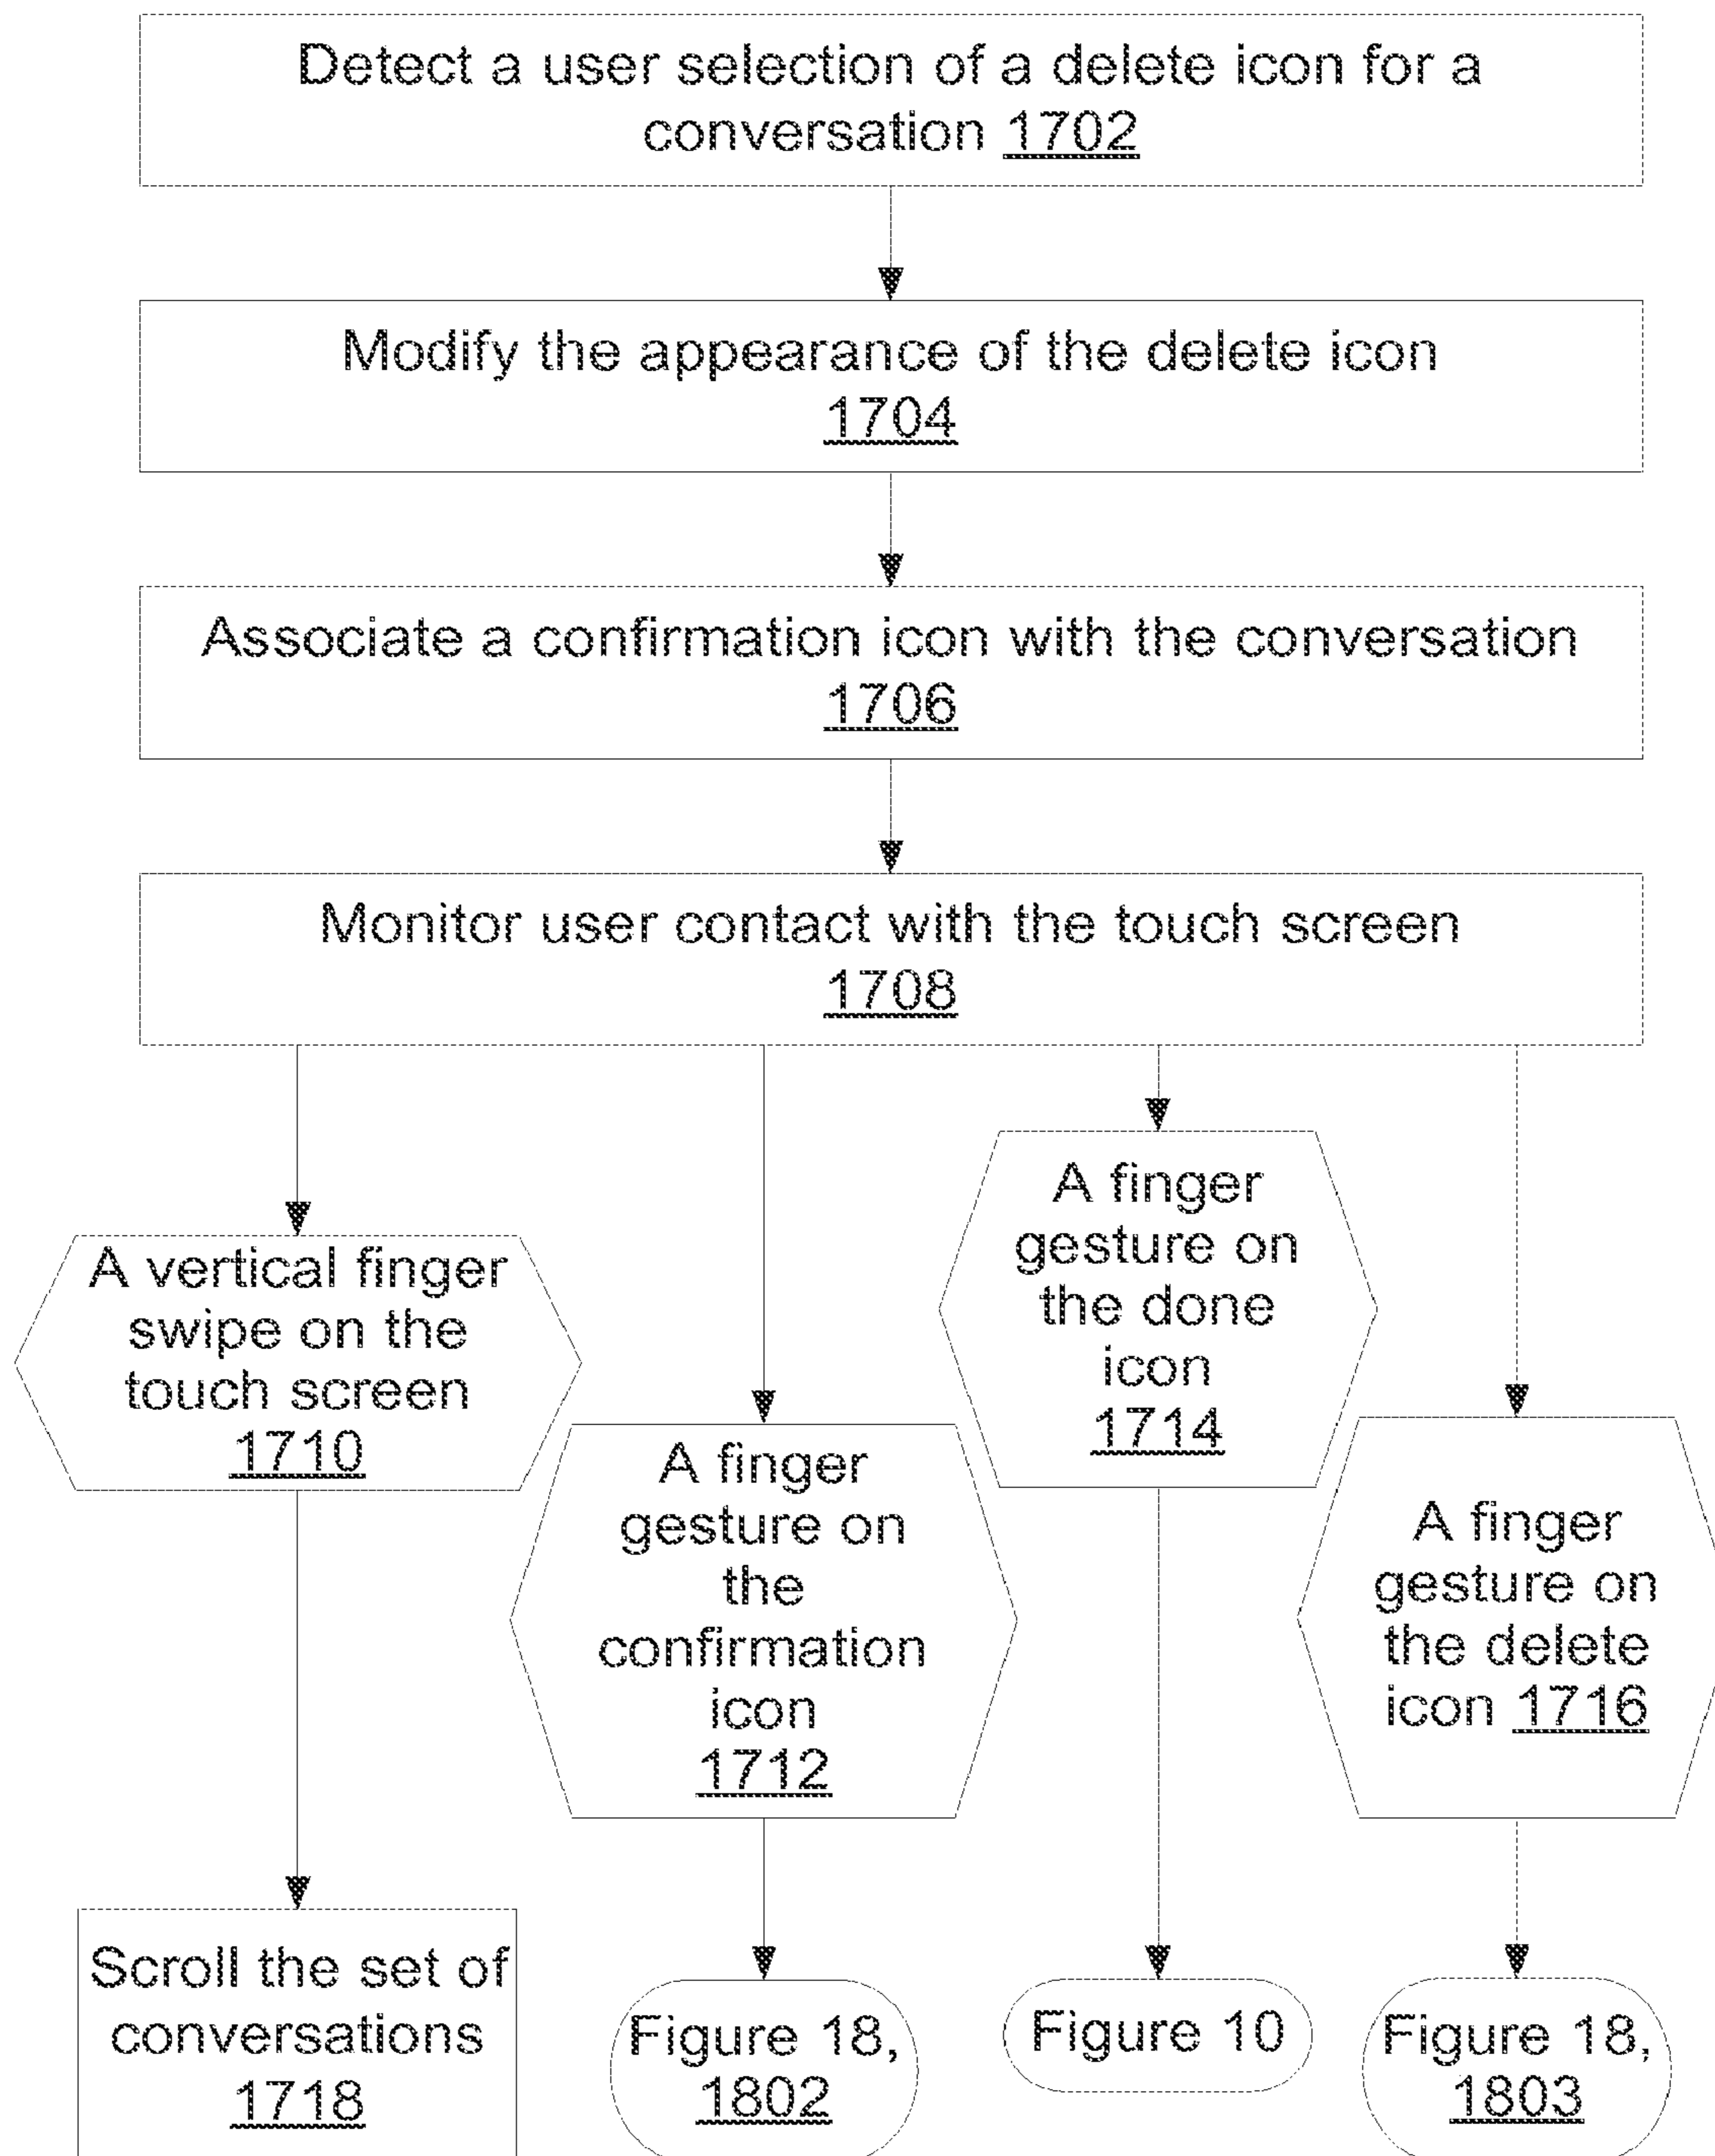 Detect a user selection of a delete icon for a
conversation 1702
Modify the appearance of the delete icon
1704
Associate a confirmation icon with the conversation
1706
Monitor user contact with the touch screen
1708
A vertical finger
swipe on the
touch screen
1710
A finger
gesture on
the
confirmation
icon
1712
A finger
gesture on
the done
icon
1714
A finger
gesture on
the delete
icon 1716
Scroll the set of
conversations
1718
Figure 18,
1802
Figure 10
Figure 18,
1803